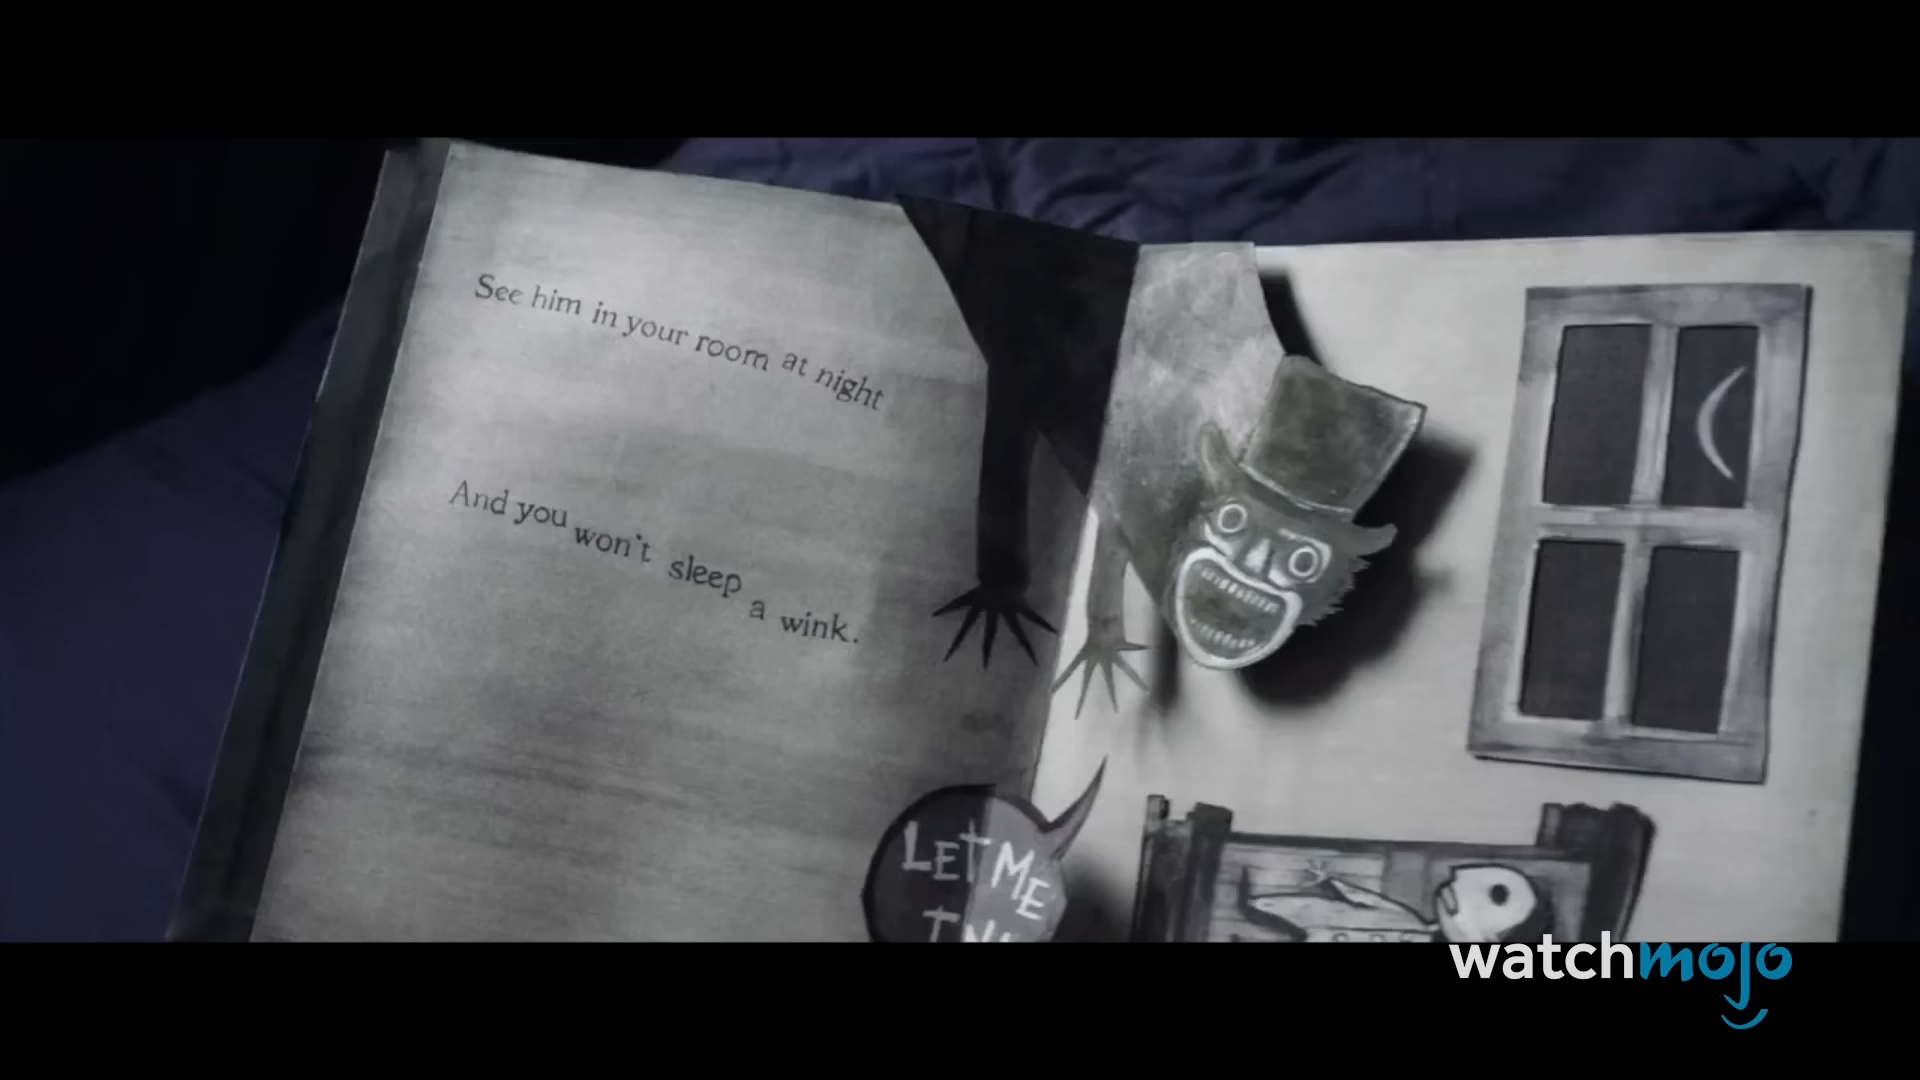 See him in your room at night
And you won't sleep a wink.
LET ME
watchmojo